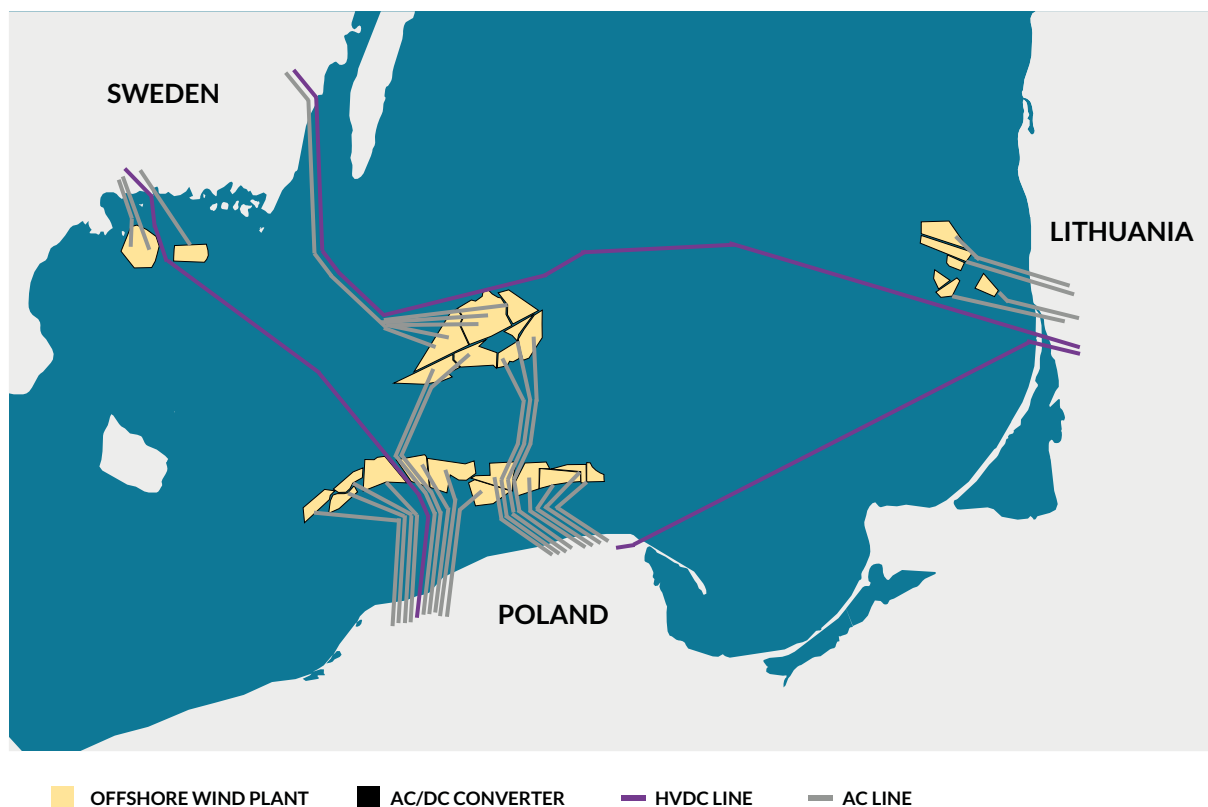 SWEDEN
LITHUANIA
POLAND
OFFSHORE WIND PLANT
AC/DC CONVERTER
HVDC LINE
AC LINE